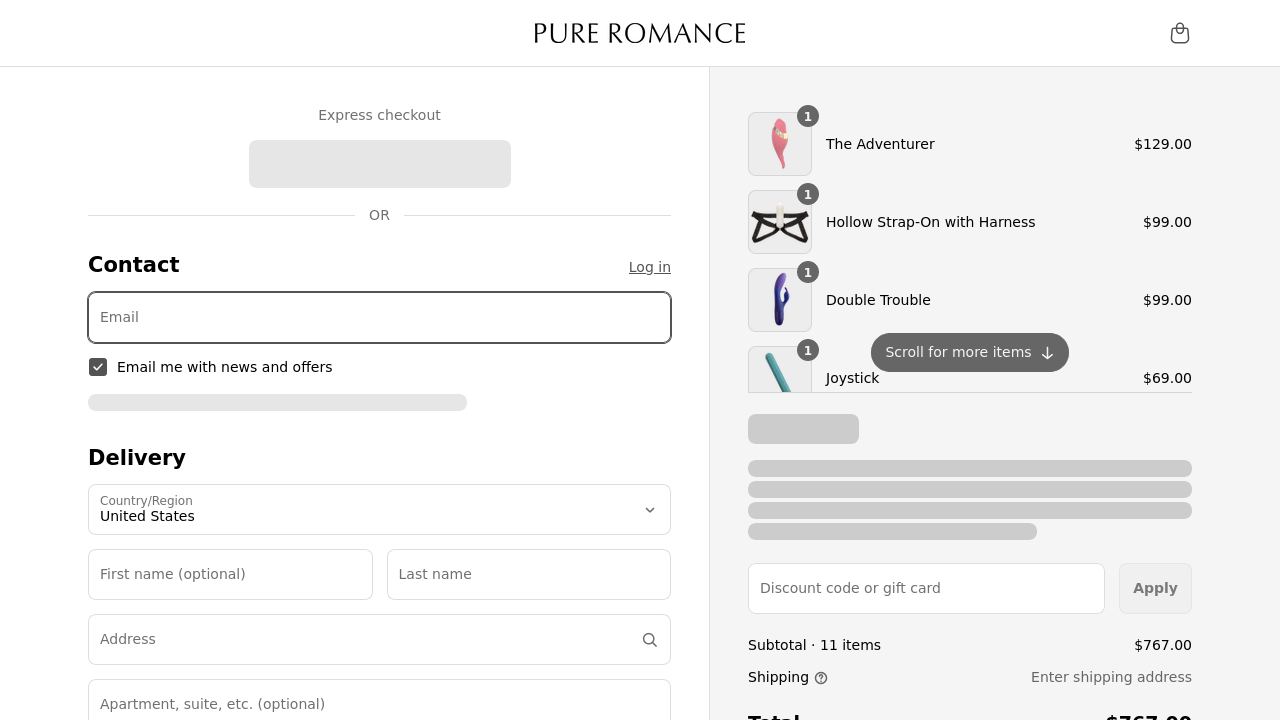 PURE ROMANCE
Express checkout
OR
Contact
Log in
Email
Email me with news and offers
Delivery
Country/Region
United States
First name (optional)
Last name
Address
Apartment, suite, etc. (optional)
1
The Adventurer
$129.00
1
Hollow Strap-On with Harness
$99.00
1
Double Trouble
$99.00
Scroll for more items
1
Joystick
$69.00
Discount code or gift card
Apply
Subtotal · 11 items
$767.00
Shipping
Enter shipping address
Total
$767.00